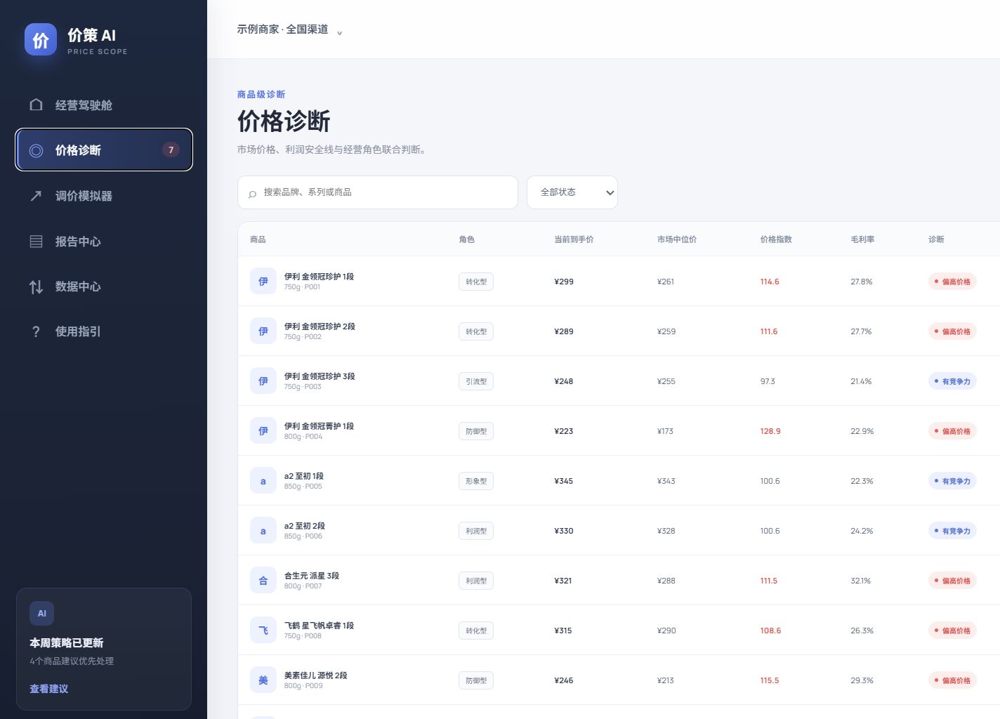 价
价策 AI
PRICE SCOPE
经营驾驶舱
价格诊断
7
调价模拟器
报告中心
数据中心
? 使用指引
AI
本周策略已更新
4个商品建议优先处理
查看建议
示例商家 · 全国渠道
商品级诊断
价格诊断
市场价格、利润安全线与经营角色联合判断。
搜索品牌、系列或商品
全部状态
商品 角色 当前到手价 市场中位价 价格指数 毛利率 诊断
伊 伊利 金领冠珍护 1段 转化型 ¥299 ¥261 114.6 27.8% 偏高价格
750g · P001
伊 伊利 金领冠珍护 2段 转化型 ¥289 ¥259 111.6 27.7% 偏高价格
750g · P002
伊 伊利 金领冠珍护 3段 引流型 ¥248 ¥255 97.3 21.4% 有竞争力
750g · P003
伊 伊利 金领冠菁护 1段 防御型 ¥223 ¥173 128.9 22.9% 偏高价格
800g · P004
a a2 至初 1段 形象型 ¥345 ¥343 100.6 22.3% 有竞争力
850g · P005
a a2 至初 2段 利润型 ¥330 ¥328 100.6 24.2% 有竞争力
850g · P006
合 合生元 派星 3段 利润型 ¥321 ¥288 111.5 32.1% 偏高价格
800g · P007
飞 飞鹤 星飞帆卓睿 1段 转化型 ¥315 ¥290 108.6 26.3% 偏高价格
750g · P008
美 美素佳儿 源悦 2段 防御型 ¥246 ¥213 115.5 29.3% 偏高价格
800g · P009